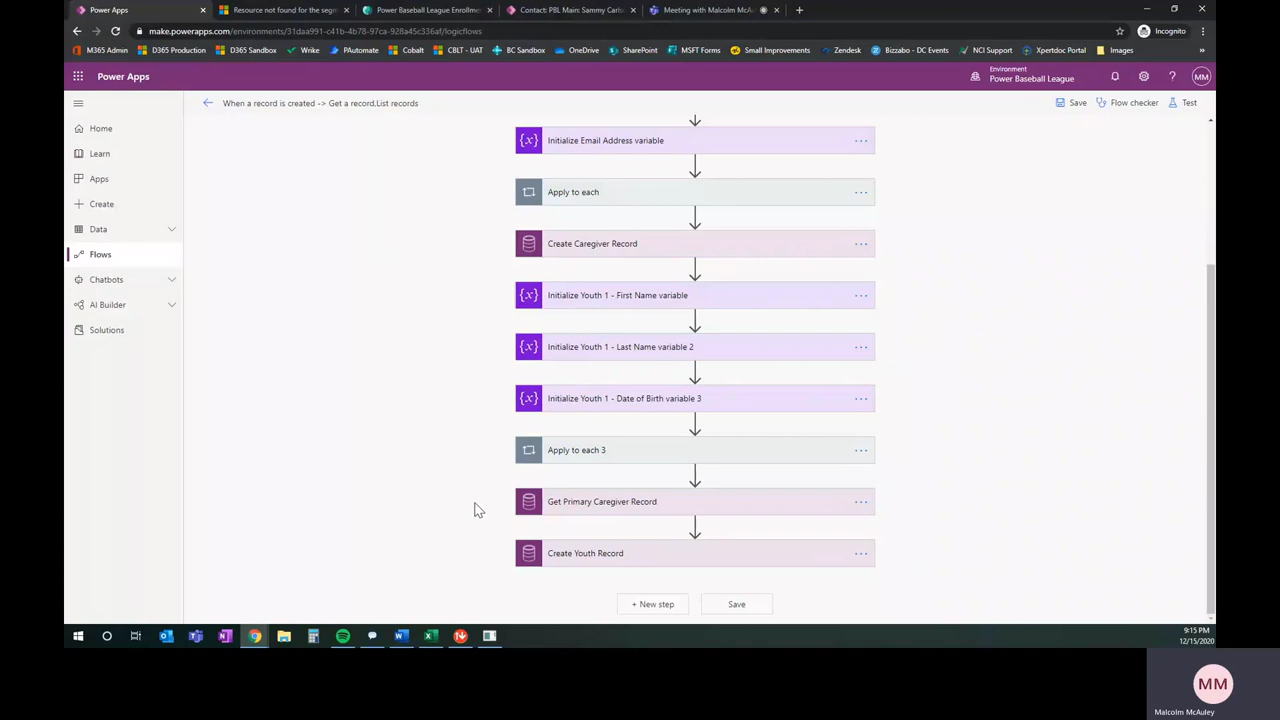 Power Apps
Resource not found for the seg
Power Baseball League Enrollme
Contact: PBL Main: Sammy Carl
Meeting with Malcolm McAu
make.powerapps.com/environments/31daa991-c41b-4b78-97ca-928a45c336af/logicflows
Incognito
M365 Admin
D365 Production
D365 Sandbox
Wrike
PAutomate
Cobalt
CBLT - UAT
BC Sandbox
OneDrive
SharePoint
MSFT Forms
Small Improvements
Zendesk
Bizzabo - DC Events
NCI Support
Xpertdoc Portal
Images
Power Apps
Environment
Power Baseball League
MM
When a record is created -> Get a record,List records
Save
Flow checker
Test
Home
Learn
Apps
Create
Data
Flows
Chatbots
AI Builder
Solutions
{x} Initialize Email Address variable
Apply to each
Create Caregiver Record
{x} Initialize Youth 1 - First Name variable
{x} Initialize Youth 1 - Last Name variable 2
{x} Initialize Youth 1 - Date of Birth variable 3
Apply to each 3
Get Primary Caregiver Record
Create Youth Record
+ New step
Save
9:15 PM
12/15/2020
MM
Malcolm McAuley